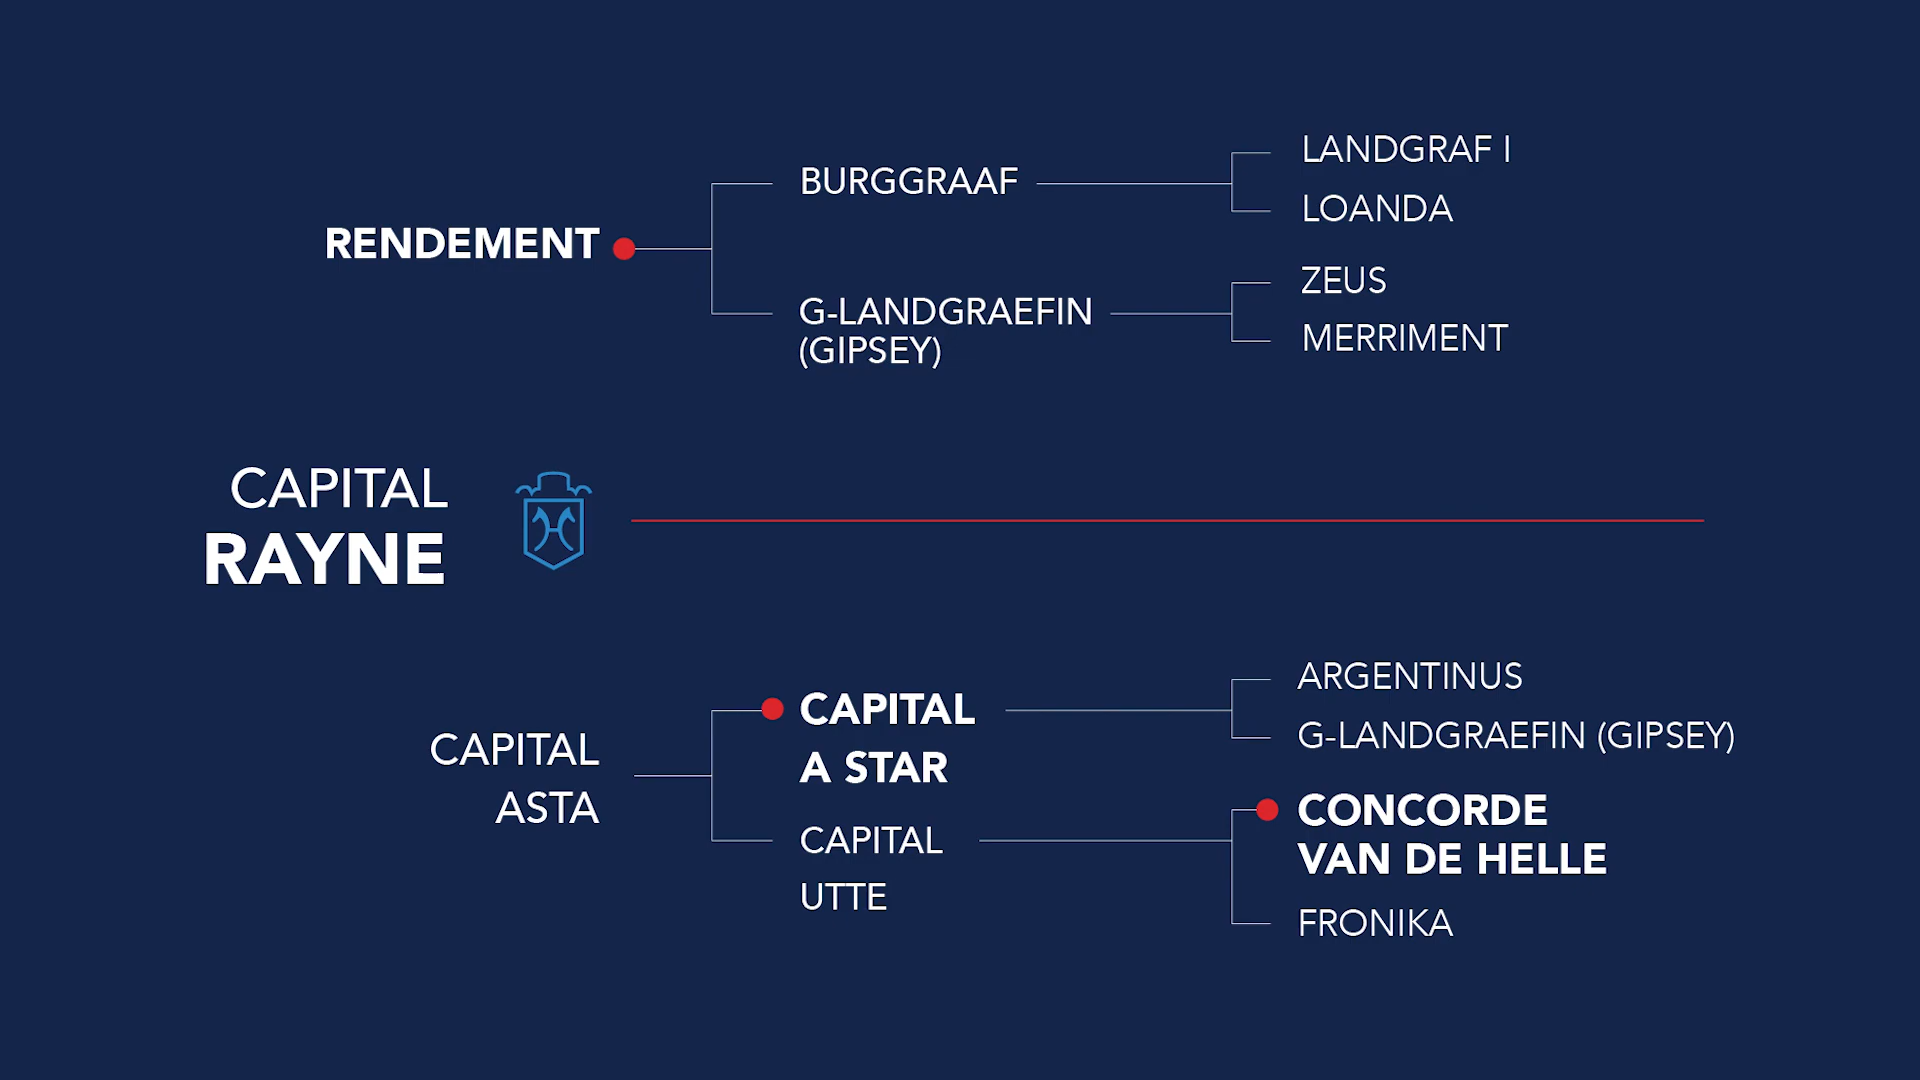 LANDGRAF I
BURGGRAAF
LOANDA
RENDEMENT
ZEUS
G-LANDGRAEFIN
(GIPSEY)
MERRIMENT
CAPITAL
RAYNE
ARGENTINUS
CAPITAL
A STAR
G-LANDGRAEFIN (GIPSEY)
CAPITAL
ASTA
CONCORDE
VAN DE HELLE
CAPITAL
UTTE
FRONIKA